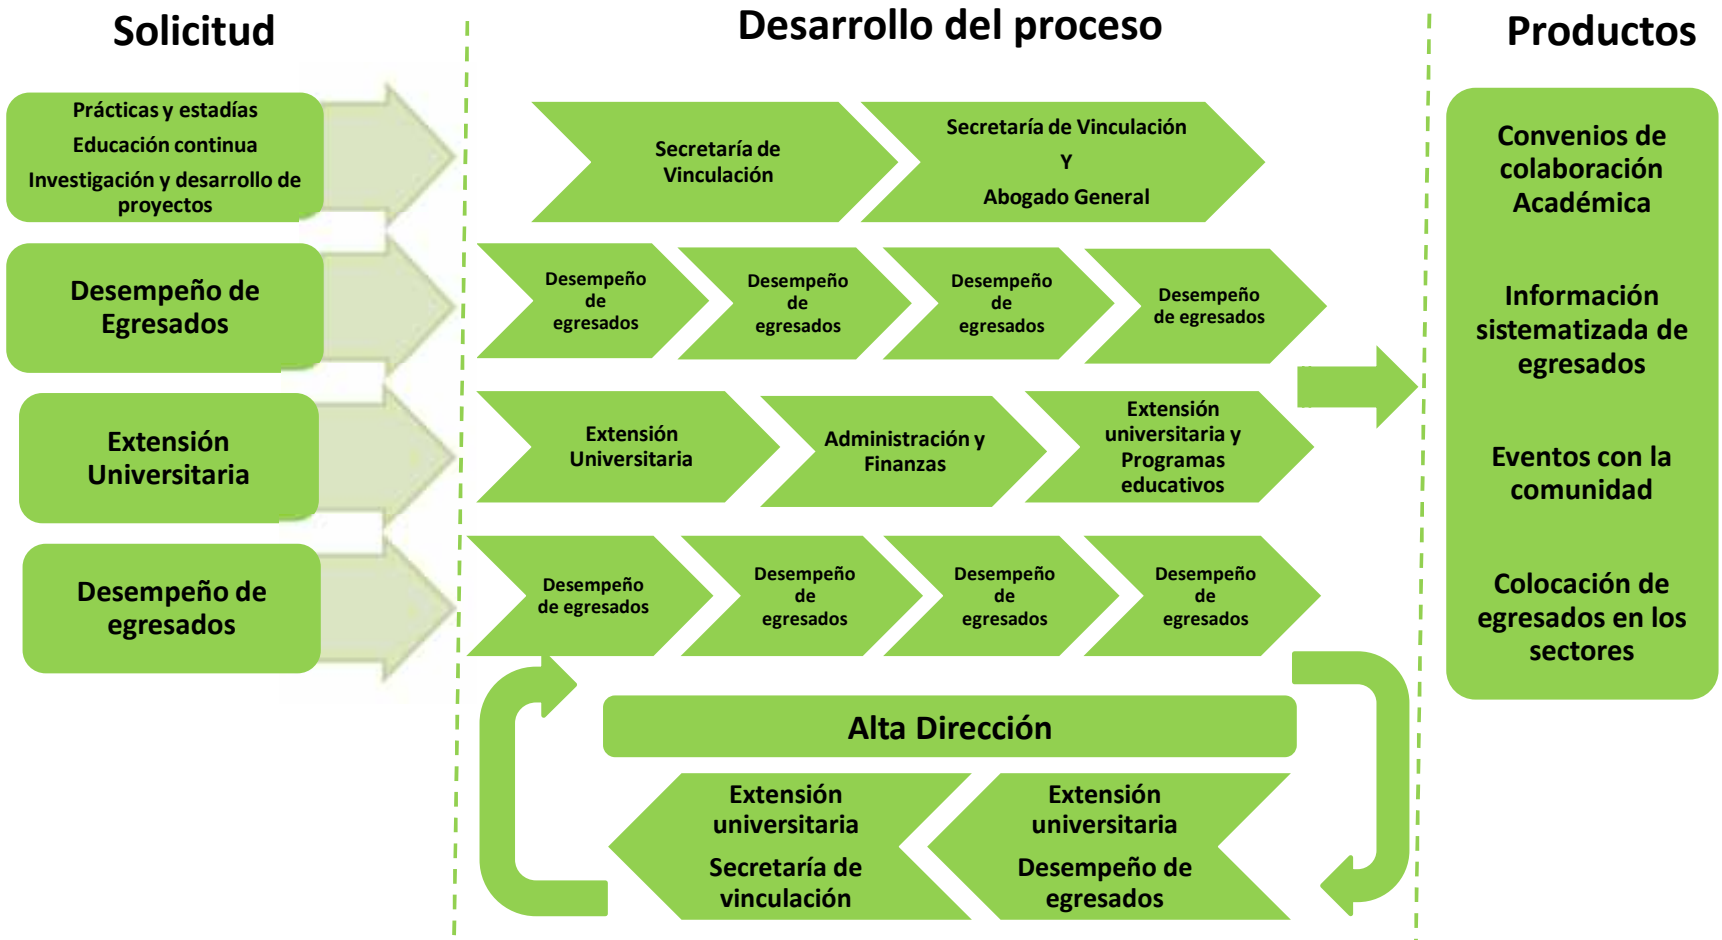 Solicitud
Desarrollo del proceso
Productos
Prácticas y estadías
Educación continua
Investigación y desarrollo de
proyectos
Secretaría de
Vinculación
Secretaría de Vinculación
Y
Abogado General
Desempeño de
Egresados
Desempeño
de
egresados
Desempeño
de
egresados
Desempeño
de
egresados
Desempeño
de egresados
Extensión
Universitaria
Extensión
Universitaria
Administración y
Finanzas
Extensión
universitaria y
Programas
educativos
Desempeño de
egresados
Desempeño
de egresados
Desempeño
de
egresados
Desempeño
de
egresados
Desempeño
de
egresados
Convenios de
colaboración
Académica
Información
sistematizada de
egresados
Eventos con la
comunidad
Colocación de
egresados en los
sectores
Alta Dirección
Extensión
universitaria
Secretaría de
vinculación
Extensión
universitaria
Desempeño de
egresados